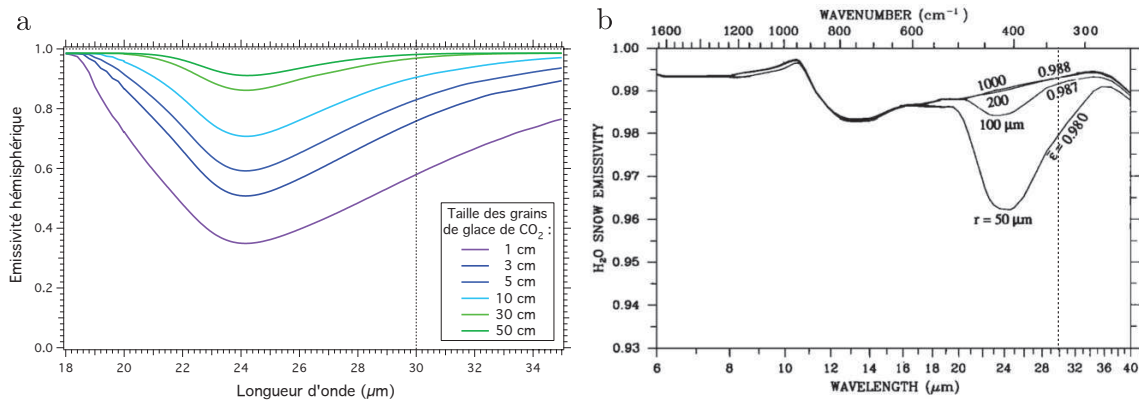 a
1.0
0.8
0.6
0.4
0.2
0.0
Emissivité hémisphérique
18
20
22
24
26
28
30
32
34
Longueur d'onde (µm)
Taille des grains
de glace de CO2 :
1 cm
3 cm
5 cm
10 cm
30 cm
50 cm
b
WAVENUMBER (cm⁻¹)
1600
1200
1000
800
600
400
300
1.00
0.99
0.98
0.97
0.96
0.95
0.94
0.93
H2O SNOW EMISSIVITY
1000
0.988
200
0.987
100 µm
ε̄ = 0.980
r = 50 µm
6
8
10
12
14
16
18
20
24
28
32
36
40
WAVELENGTH (µm)